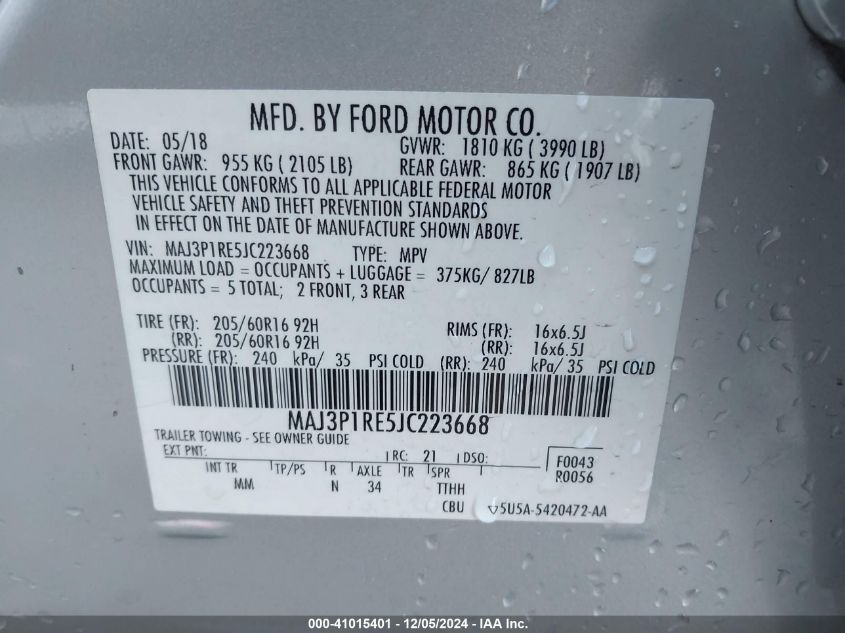 MFD. BY FORD MOTOR CO.
DATE: 05/18 GVWR: 1810 KG ( 3990 LB)
FRONT GAWR: 955 KG ( 2105 LB) REAR GAWR: 865 KG ( 1907 LB)
THIS VEHICLE CONFORMS TO ALL APPLICABLE FEDERAL MOTOR
VEHICLE SAFETY AND THEFT PREVENTION STANDARDS
IN EFFECT ON THE DATE OF MANUFACTURE SHOWN ABOVE.
VIN: MAJ3P1RE5JC223668 TYPE: MPV
MAXIMUM LOAD = OCCUPANTS + LUGGAGE = 375KG/ 827LB
OCCUPANTS = 5 TOTAL; 2 FRONT, 3 REAR
TIRE (FR): 205/60R16 92H RIMS (FR): 16x6.5J
(RR): 205/60R16 92H (RR): 16x6.5J
PRESSURE (FR): 240 kPa/ 35 PSI COLD (RR): 240 kPa/ 35 PSI COLD
MAJ3P1RE5JC223668
TRAILER TOWING - SEE OWNER GUIDE
EXT PNT: RC: 21 DSO: F0043
INT TR TP/PS R AXLE TR SPR R0056
MM N 34 TTHH
CBU 5U5A-5420472-AA
000-41015401 - 12/05/2024 - IAA Inc.